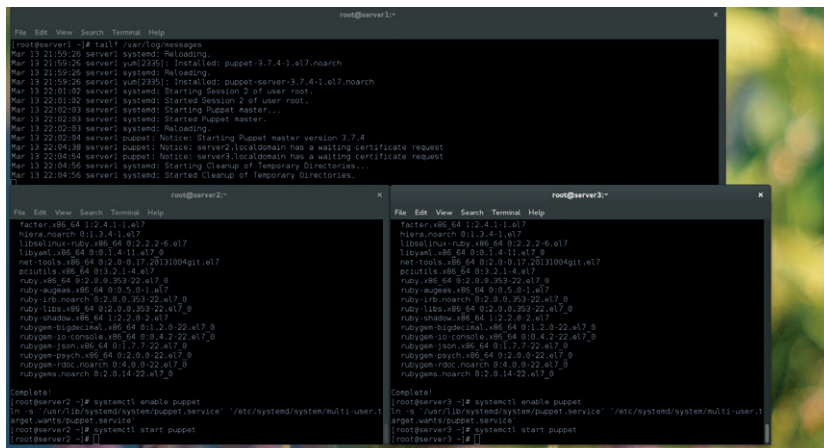 root@server1:~
File Edit View Search Terminal Help
[root@server1 ~]# tailf /var/log/messages
Mar 13 21:59:26 server1 systemd: Reloading.
Mar 13 21:59:26 server1 yum[2335]: Installed: puppet-3.7.4-1.el7.noarch
Mar 13 21:59:26 server1 systemd: Reloading.
Mar 13 21:59:26 server1 yum[2335]: Installed: puppet-server-3.7.4-1.el7.noarch
Mar 13 22:01:02 server1 systemd: Starting Session 2 of user root.
Mar 13 22:01:02 server1 systemd: Started Session 2 of user root.
Mar 13 22:02:03 server1 systemd: Starting Puppet master...
Mar 13 22:02:03 server1 systemd: Started Puppet master.
Mar 13 22:02:03 server1 systemd: Reloading.
Mar 13 22:02:04 server1 puppet: Notice: Starting Puppet master version 3.7.4
Mar 13 22:04:38 server1 puppet: Notice: server2.localdomain has a waiting certificate request
Mar 13 22:04:54 server1 puppet: Notice: server3.localdomain has a waiting certificate request
Mar 13 22:04:56 server1 systemd: Starting Cleanup of Temporary Directories...
Mar 13 22:04:56 server1 systemd: Started Cleanup of Temporary Directories.
root@server2:~
File Edit View Search Terminal Help
facter.x86_64 1:2.4.1-1.el7
hiera.noarch 0:1.3.4-1.el7
libselinux-ruby.x86_64 0:2.2.2-6.el7
libyaml.x86_64 0:0.1.4-11.el7_0
net-tools.x86_64 0:2.0-0.17.20131004git.el7
pciutils.x86_64 0:3.2.1-4.el7
ruby.x86_64 0:2.0.0.353-22.el7_0
ruby-augeas.x86_64 0:0.5.0-1.el7
ruby-irb.noarch 0:2.0.0.353-22.el7_0
ruby-libs.x86_64 0:2.0.0.353-22.el7_0
ruby-shadow.x86_64 1:2.2.0-2.el7
rubygem-bigdecimal.x86_64 0:1.2.0-22.el7_0
rubygem-io-console.x86_64 0:0.4.2-22.el7_0
rubygem-json.x86_64 0:1.7.7-22.el7_0
rubygem-psych.x86_64 0:2.0.0-22.el7_0
rubygem-rdoc.noarch 0:4.0.0-22.el7_0
rubygems.noarch 0:2.0.14-22.el7_0
Complete!
[root@server2 ~]# systemctl enable puppet
ln -s '/usr/lib/systemd/system/puppet.service' '/etc/systemd/system/multi-user.t
arget.wants/puppet.service'
[root@server2 ~]# systemctl start puppet
[root@server2 ~]#
root@server3:~
File Edit View Search Terminal Help
facter.x86_64 1:2.4.1-1.el7
hiera.noarch 0:1.3.4-1.el7
libselinux-ruby.x86_64 0:2.2.2-6.el7
libyaml.x86_64 0:0.1.4-11.el7_0
net-tools.x86_64 0:2.0-0.17.20131004git.el7
pciutils.x86_64 0:3.2.1-4.el7
ruby.x86_64 0:2.0.0.353-22.el7_0
ruby-augeas.x86_64 0:0.5.0-1.el7
ruby-irb.noarch 0:2.0.0.353-22.el7_0
ruby-libs.x86_64 0:2.0.0.353-22.el7_0
ruby-shadow.x86_64 1:2.2.0-2.el7
rubygem-bigdecimal.x86_64 0:1.2.0-22.el7_0
rubygem-io-console.x86_64 0:0.4.2-22.el7_0
rubygem-json.x86_64 0:1.7.7-22.el7_0
rubygem-psych.x86_64 0:2.0.0-22.el7_0
rubygem-rdoc.noarch 0:4.0.0-22.el7_0
rubygems.noarch 0:2.0.14-22.el7_0
Complete!
[root@server3 ~]# systemctl enable puppet
ln -s '/usr/lib/systemd/system/puppet.service' '/etc/systemd/system/multi-user.t
arget.wants/puppet.service'
[root@server3 ~]# systemctl start puppet
[root@server3 ~]#